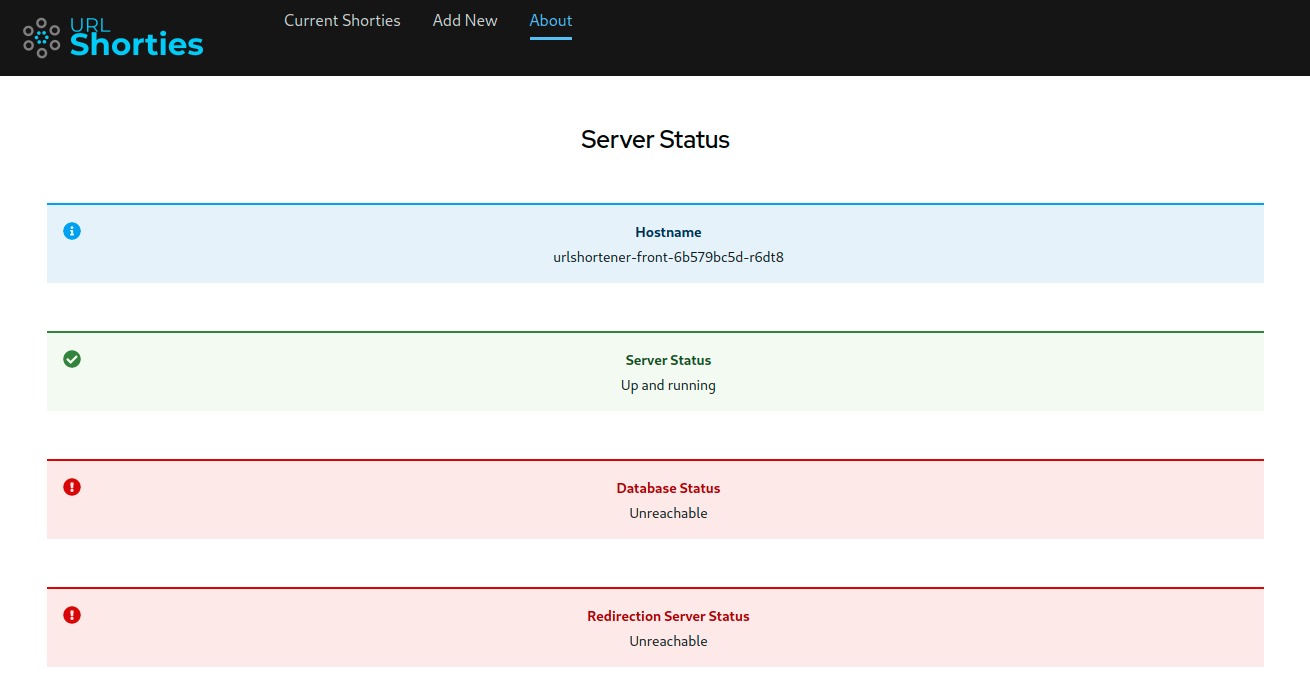 URL
Shorties
Current Shorties Add New About
Server Status
Hostname
urlshortener-front-6b579bc5d-r6dt8
Server Status
Up and running
Database Status
Unreachable
Redirection Server Status
Unreachable